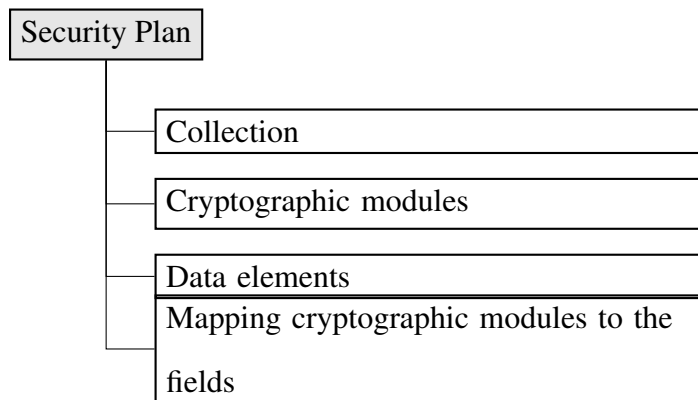 Security Plan
Collection
Cryptographic modules
Data elements
Mapping cryptographic modules to the
fields